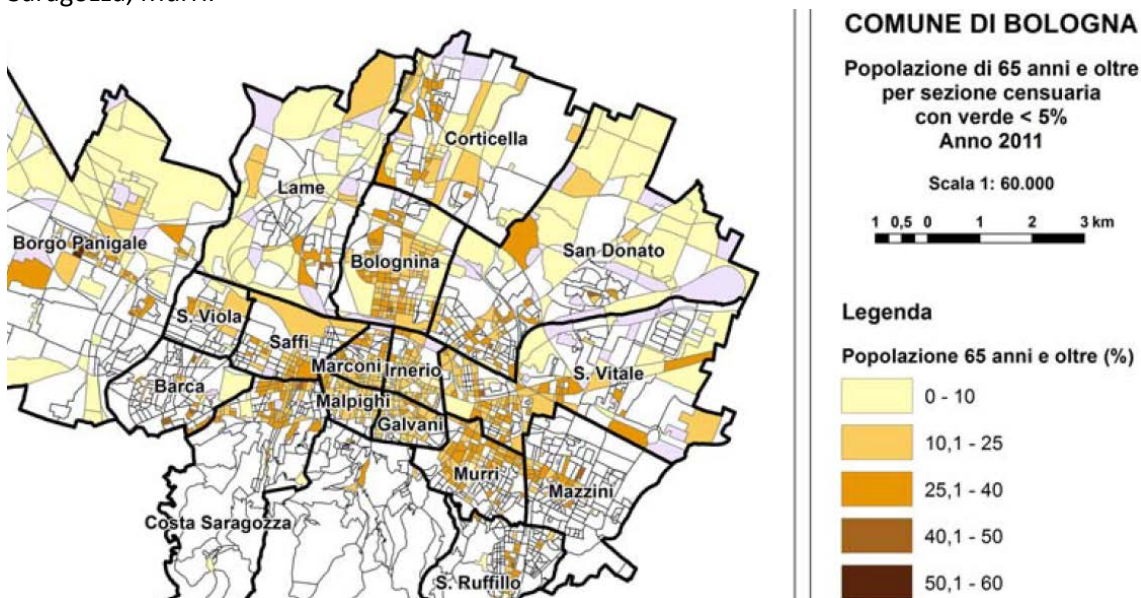 Saragozza, Murri.
COMUNE DI BOLOGNA
Popolazione di 65 anni e oltre
per sezione censuaria
con verde < 5%
Anno 2011
Scala 1: 60.000
1 0,5 0 1 2 3 km
Legenda
Popolazione 65 anni e oltre (%)
0 - 10
10,1 - 25
25,1 - 40
40,1 - 50
50,1 - 60
Corticella
Lame
Borgo Panigale
Bolognina
San Donato
S. Viola
Saffi
Marconi
Irnerio
S. Vitale
Barca
Malpighi
Galvani
Murri
Mazzini
Costa Saragozza
S. Ruffillo